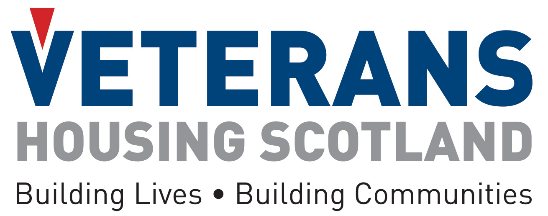 VETERANS
HOUSING SCOTLAND
Building Lives • Building Communities